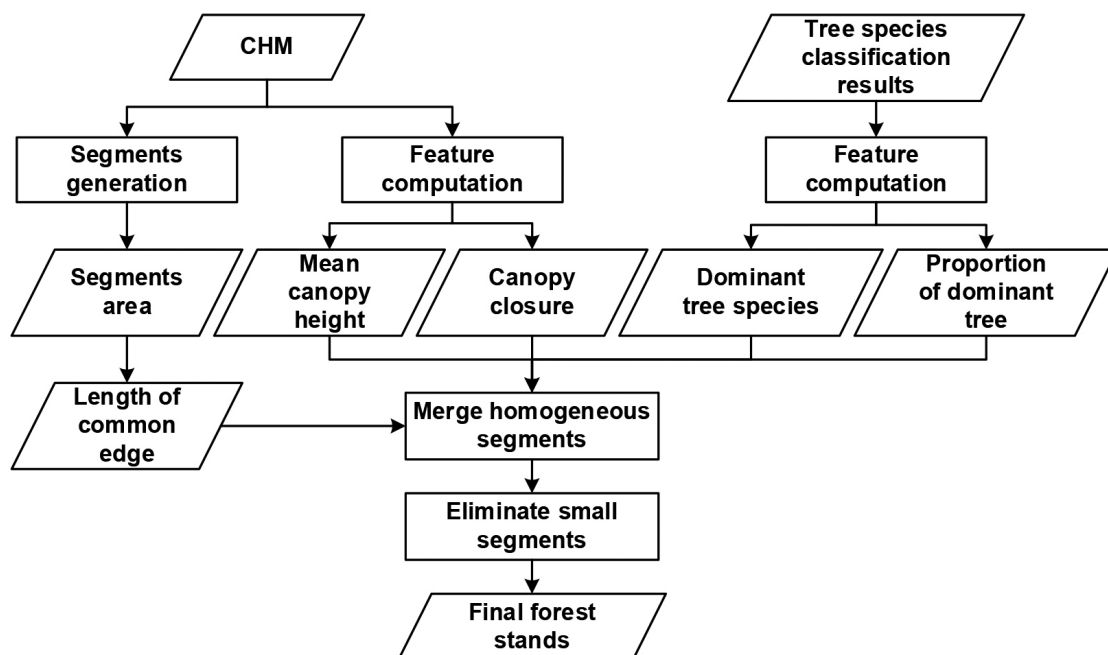 CHM
Tree species
classification
results
Segments
generation
Feature
computation
Feature
computation
Segments
area
Mean
canopy
height
Canopy
closure
Dominant
tree species
Proportion
of dominant
tree
Length of
common
edge
Merge homogeneous
segments
Eliminate small
segments
Final forest
stands